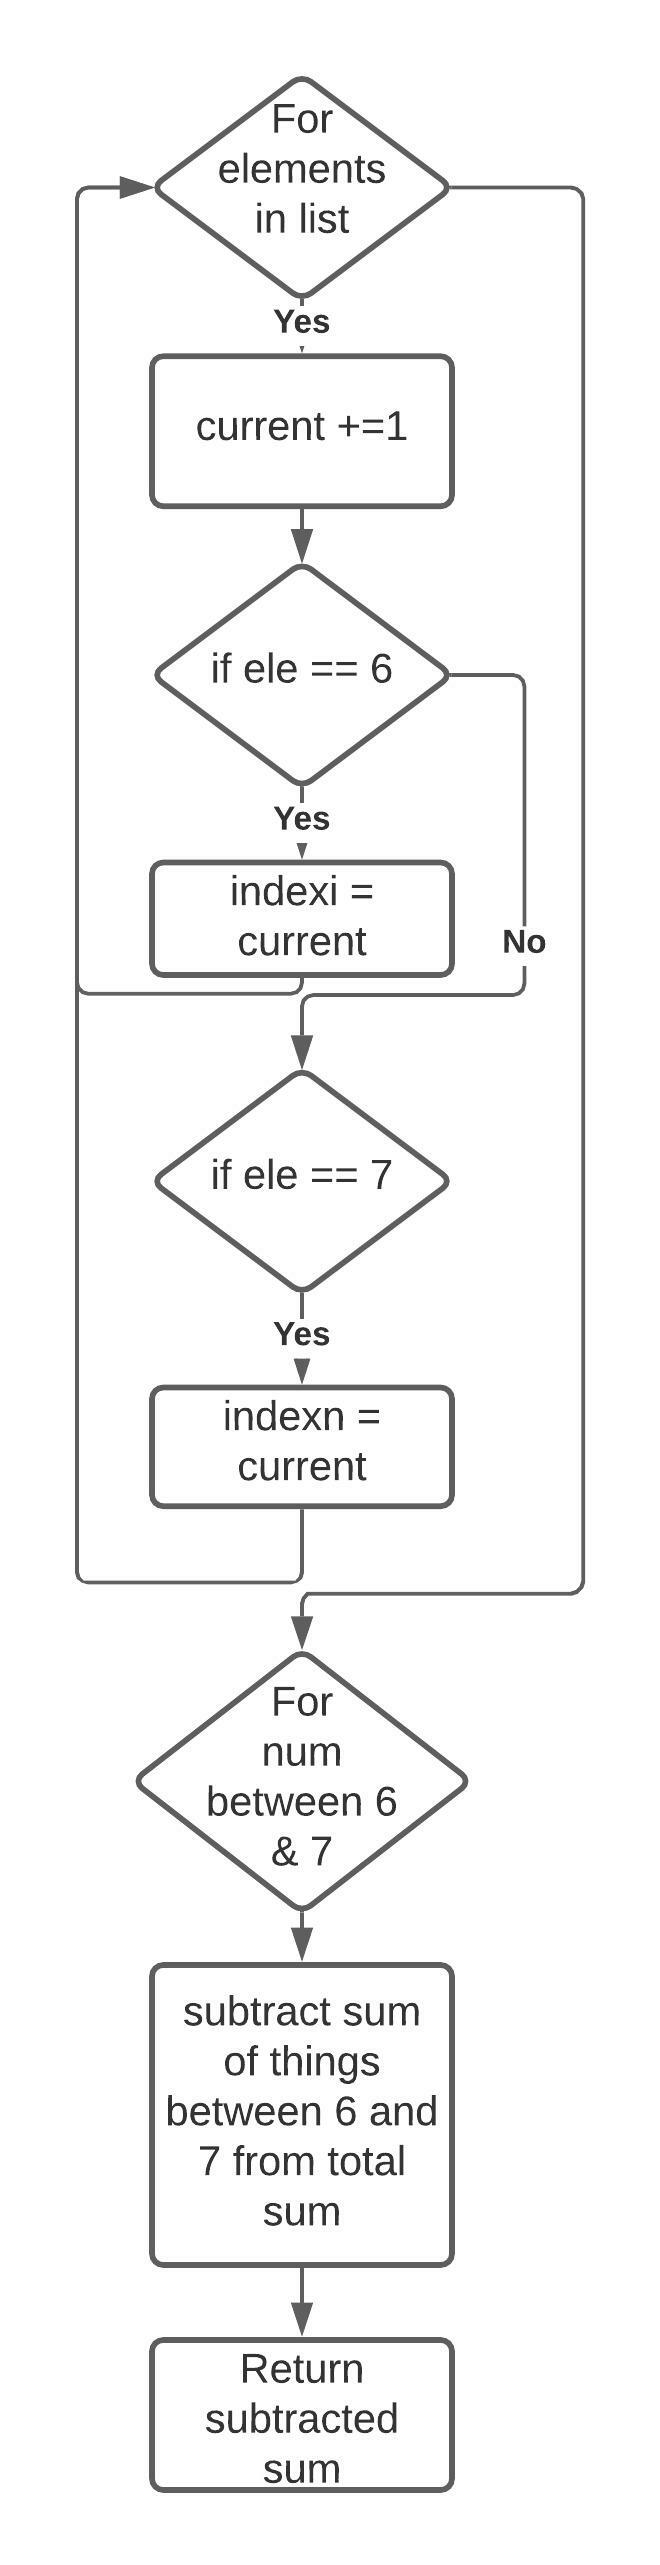 For
elements
in list
Yes
current +=1
if ele == 6
Yes
indexi =
current
No
if ele == 7
Yes
indexn =
current
For
num
between 6
& 7
subtract sum
of things
between 6 and
7 from total
sum
Return
subtracted
sum